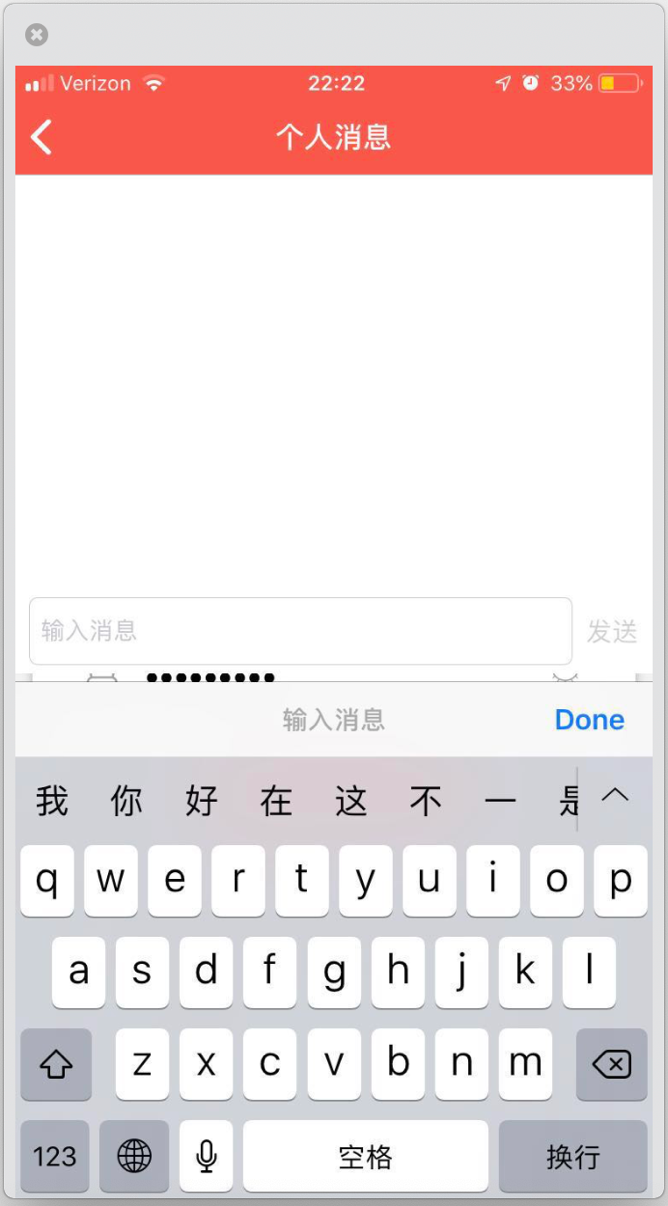 Verizon 22:22 33%
个人消息
输入消息 发送
输入消息 Done
我 你 好 在 这 不 一 是
q w e r t y u i o p
a s d f g h j k l
z x c v b n m
123 空格 换行